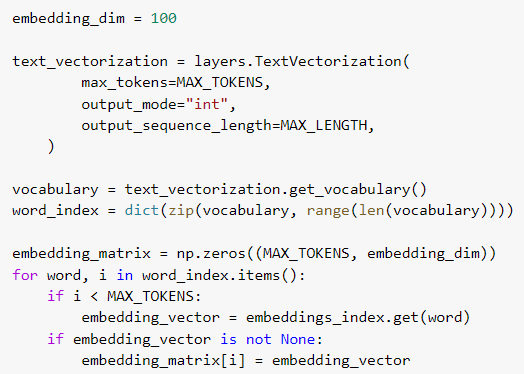 embedding_dim = 100

text_vectorization = layers.TextVectorization(
        max_tokens=MAX_TOKENS,
        output_mode="int",
        output_sequence_length=MAX_LENGTH,
    )

vocabulary = text_vectorization.get_vocabulary()
word_index = dict(zip(vocabulary, range(len(vocabulary))))

embedding_matrix = np.zeros((MAX_TOKENS, embedding_dim))
for word, i in word_index.items():
    if i < MAX_TOKENS:
        embedding_vector = embeddings_index.get(word)
    if embedding_vector is not None:
        embedding_matrix[i] = embedding_vector